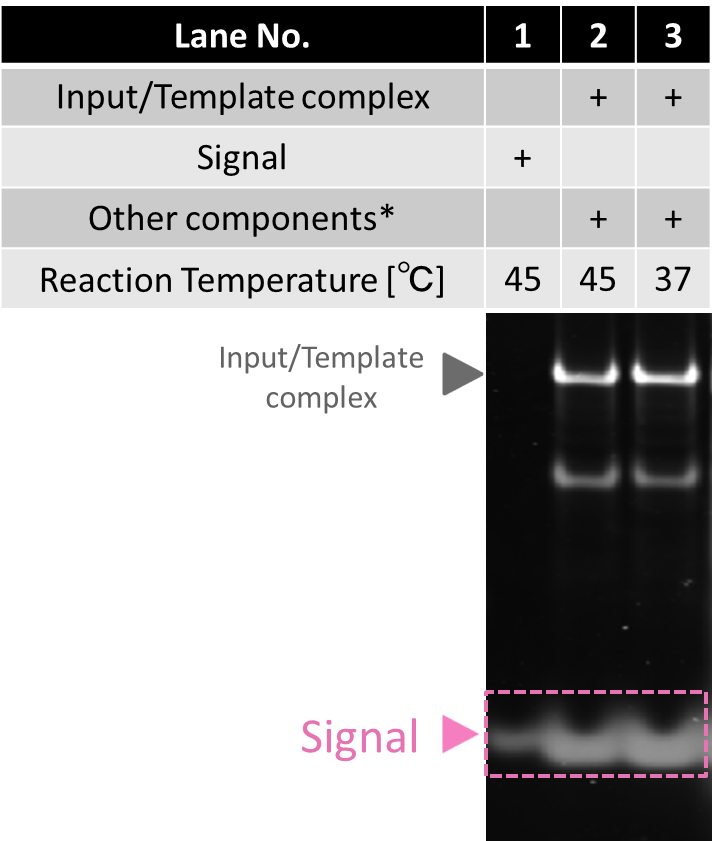 Lane No. 1 2 3
Input/Template complex + +
Signal +
Other components* + +
Reaction Temperature [℃] 45 45 37
Input/Template
complex
Signal